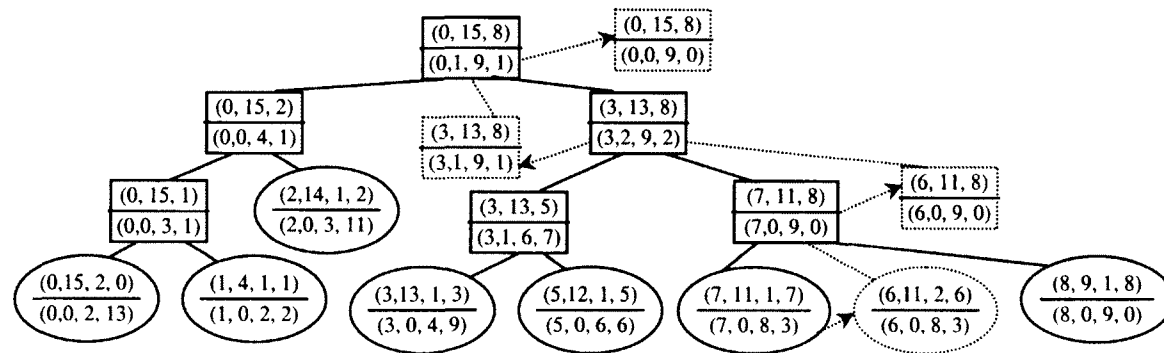 (0, 15, 8)
(0,1, 9, 1)
(0, 15, 8)
(0,0, 9, 0)
(0, 15, 2)
(0,0, 4, 1)
(3, 13, 8)
(3,1, 9, 1)
(3, 13, 8)
(3,2, 9, 2)
(0, 15, 1)
(0,0, 3, 1)
(2,14, 1, 2)
(2,0, 3, 11)
(3, 13, 5)
(3,1, 6, 7)
(7, 11, 8)
(7,0, 9, 0)
(6, 11, 8)
(6,0, 9, 0)
(0,15, 2, 0)
(0,0, 2, 13)
(1, 4, 1, 1)
(1, 0, 2, 2)
(3,13, 1, 3)
(3, 0, 4, 9)
(5,12, 1, 5)
(5, 0, 6, 6)
(7, 11, 1, 7)
(7, 0, 8, 3)
(6,11, 2, 6)
(6, 0, 8, 3)
(8, 9, 1, 8)
(8, 0, 9, 0)